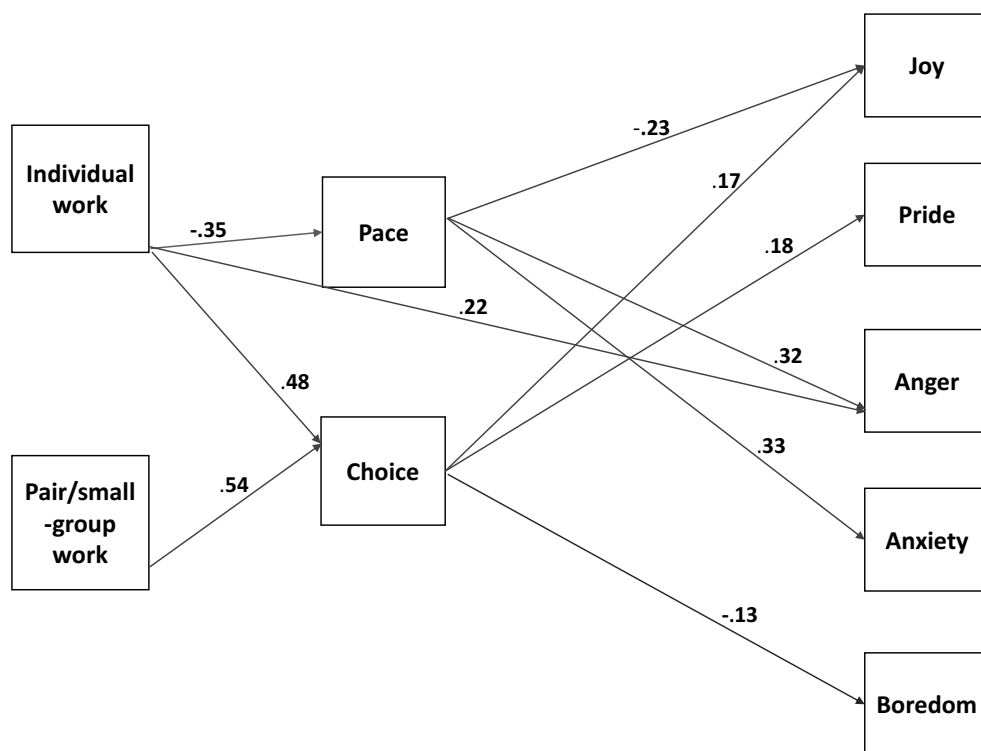 Joy
-.23
Individual
work
.17
Pride
Pace
-.35
.18
.22
.32
Anger
.48
Choice
.33
Pair/small
-group
work
.54
Anxiety
-.13
Boredom